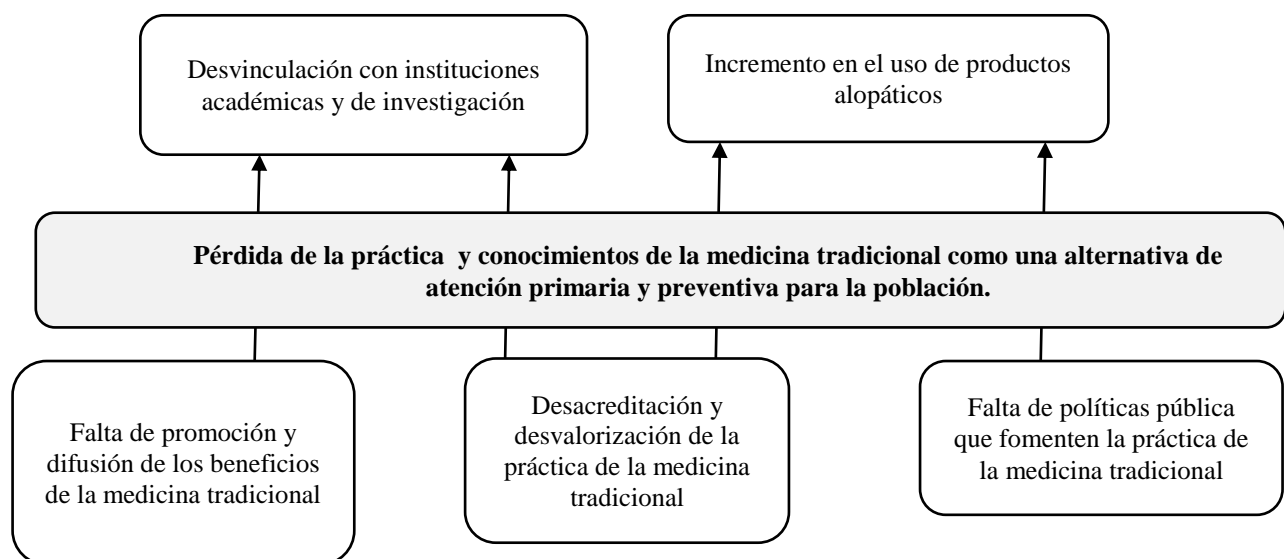 Desvinculación con instituciones
académicas y de investigación
Incremento en el uso de productos
alopáticos
Pérdida de la práctica  y conocimientos de la medicina tradicional como una alternativa de
atención primaria y preventiva para la población.
Falta de promoción y
difusión de los beneficios
de la medicina tradicional
Desacreditación y
desvalorización de la
práctica de la medicina
tradicional
Falta de políticas pública
que fomenten la práctica de
la medicina tradicional